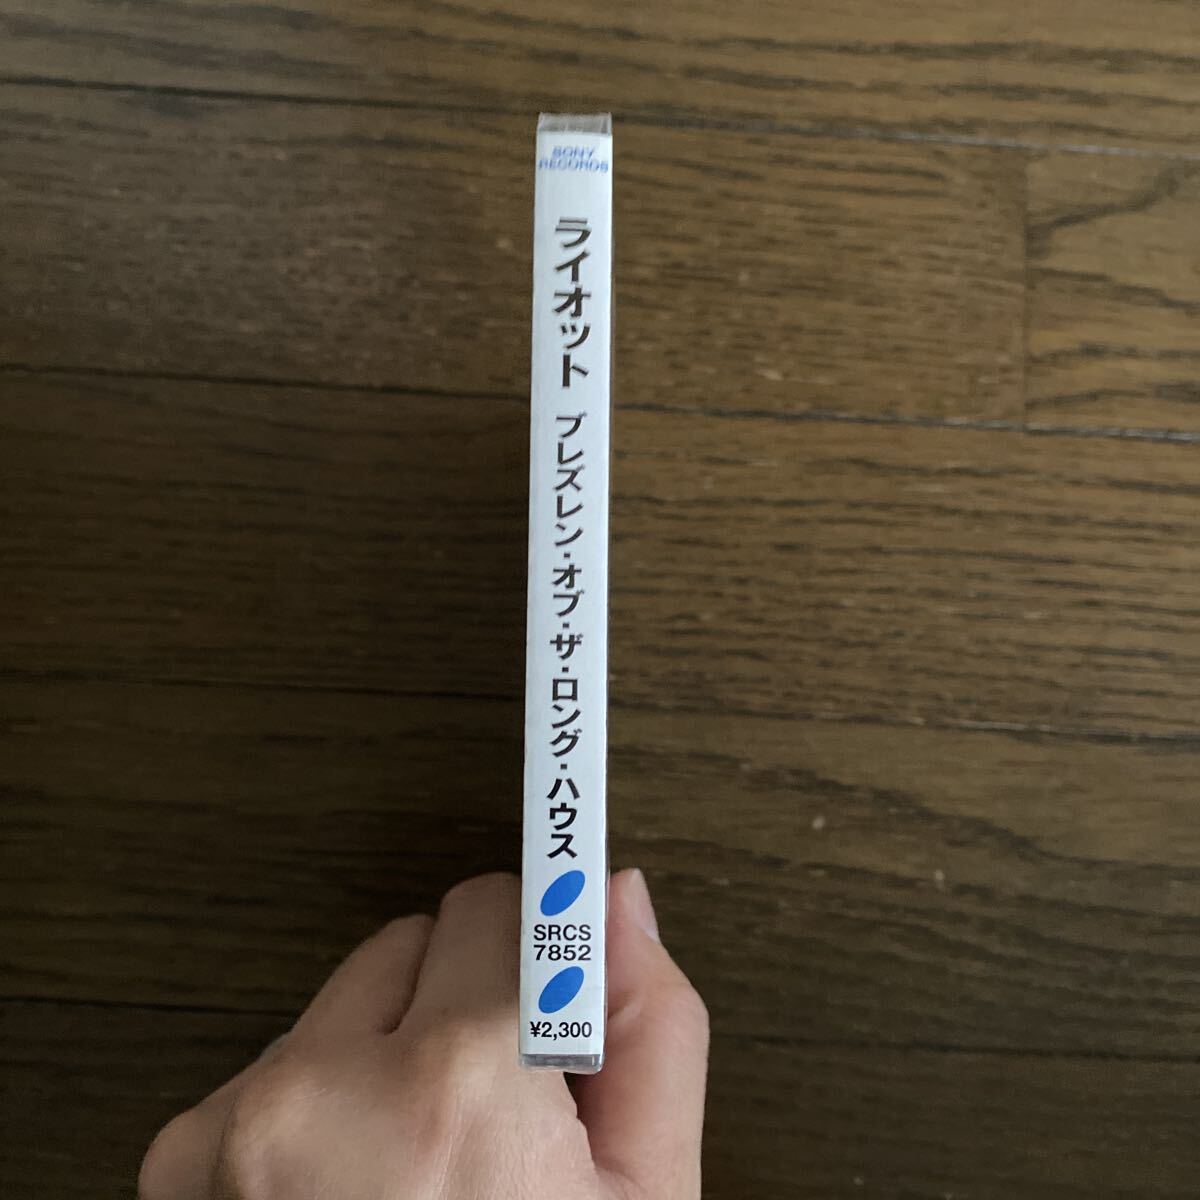 SONY
RECORDS
ライオット ブレズレン・オブ・ザ・ロング・ハウス
SRCS
7852
¥2,300